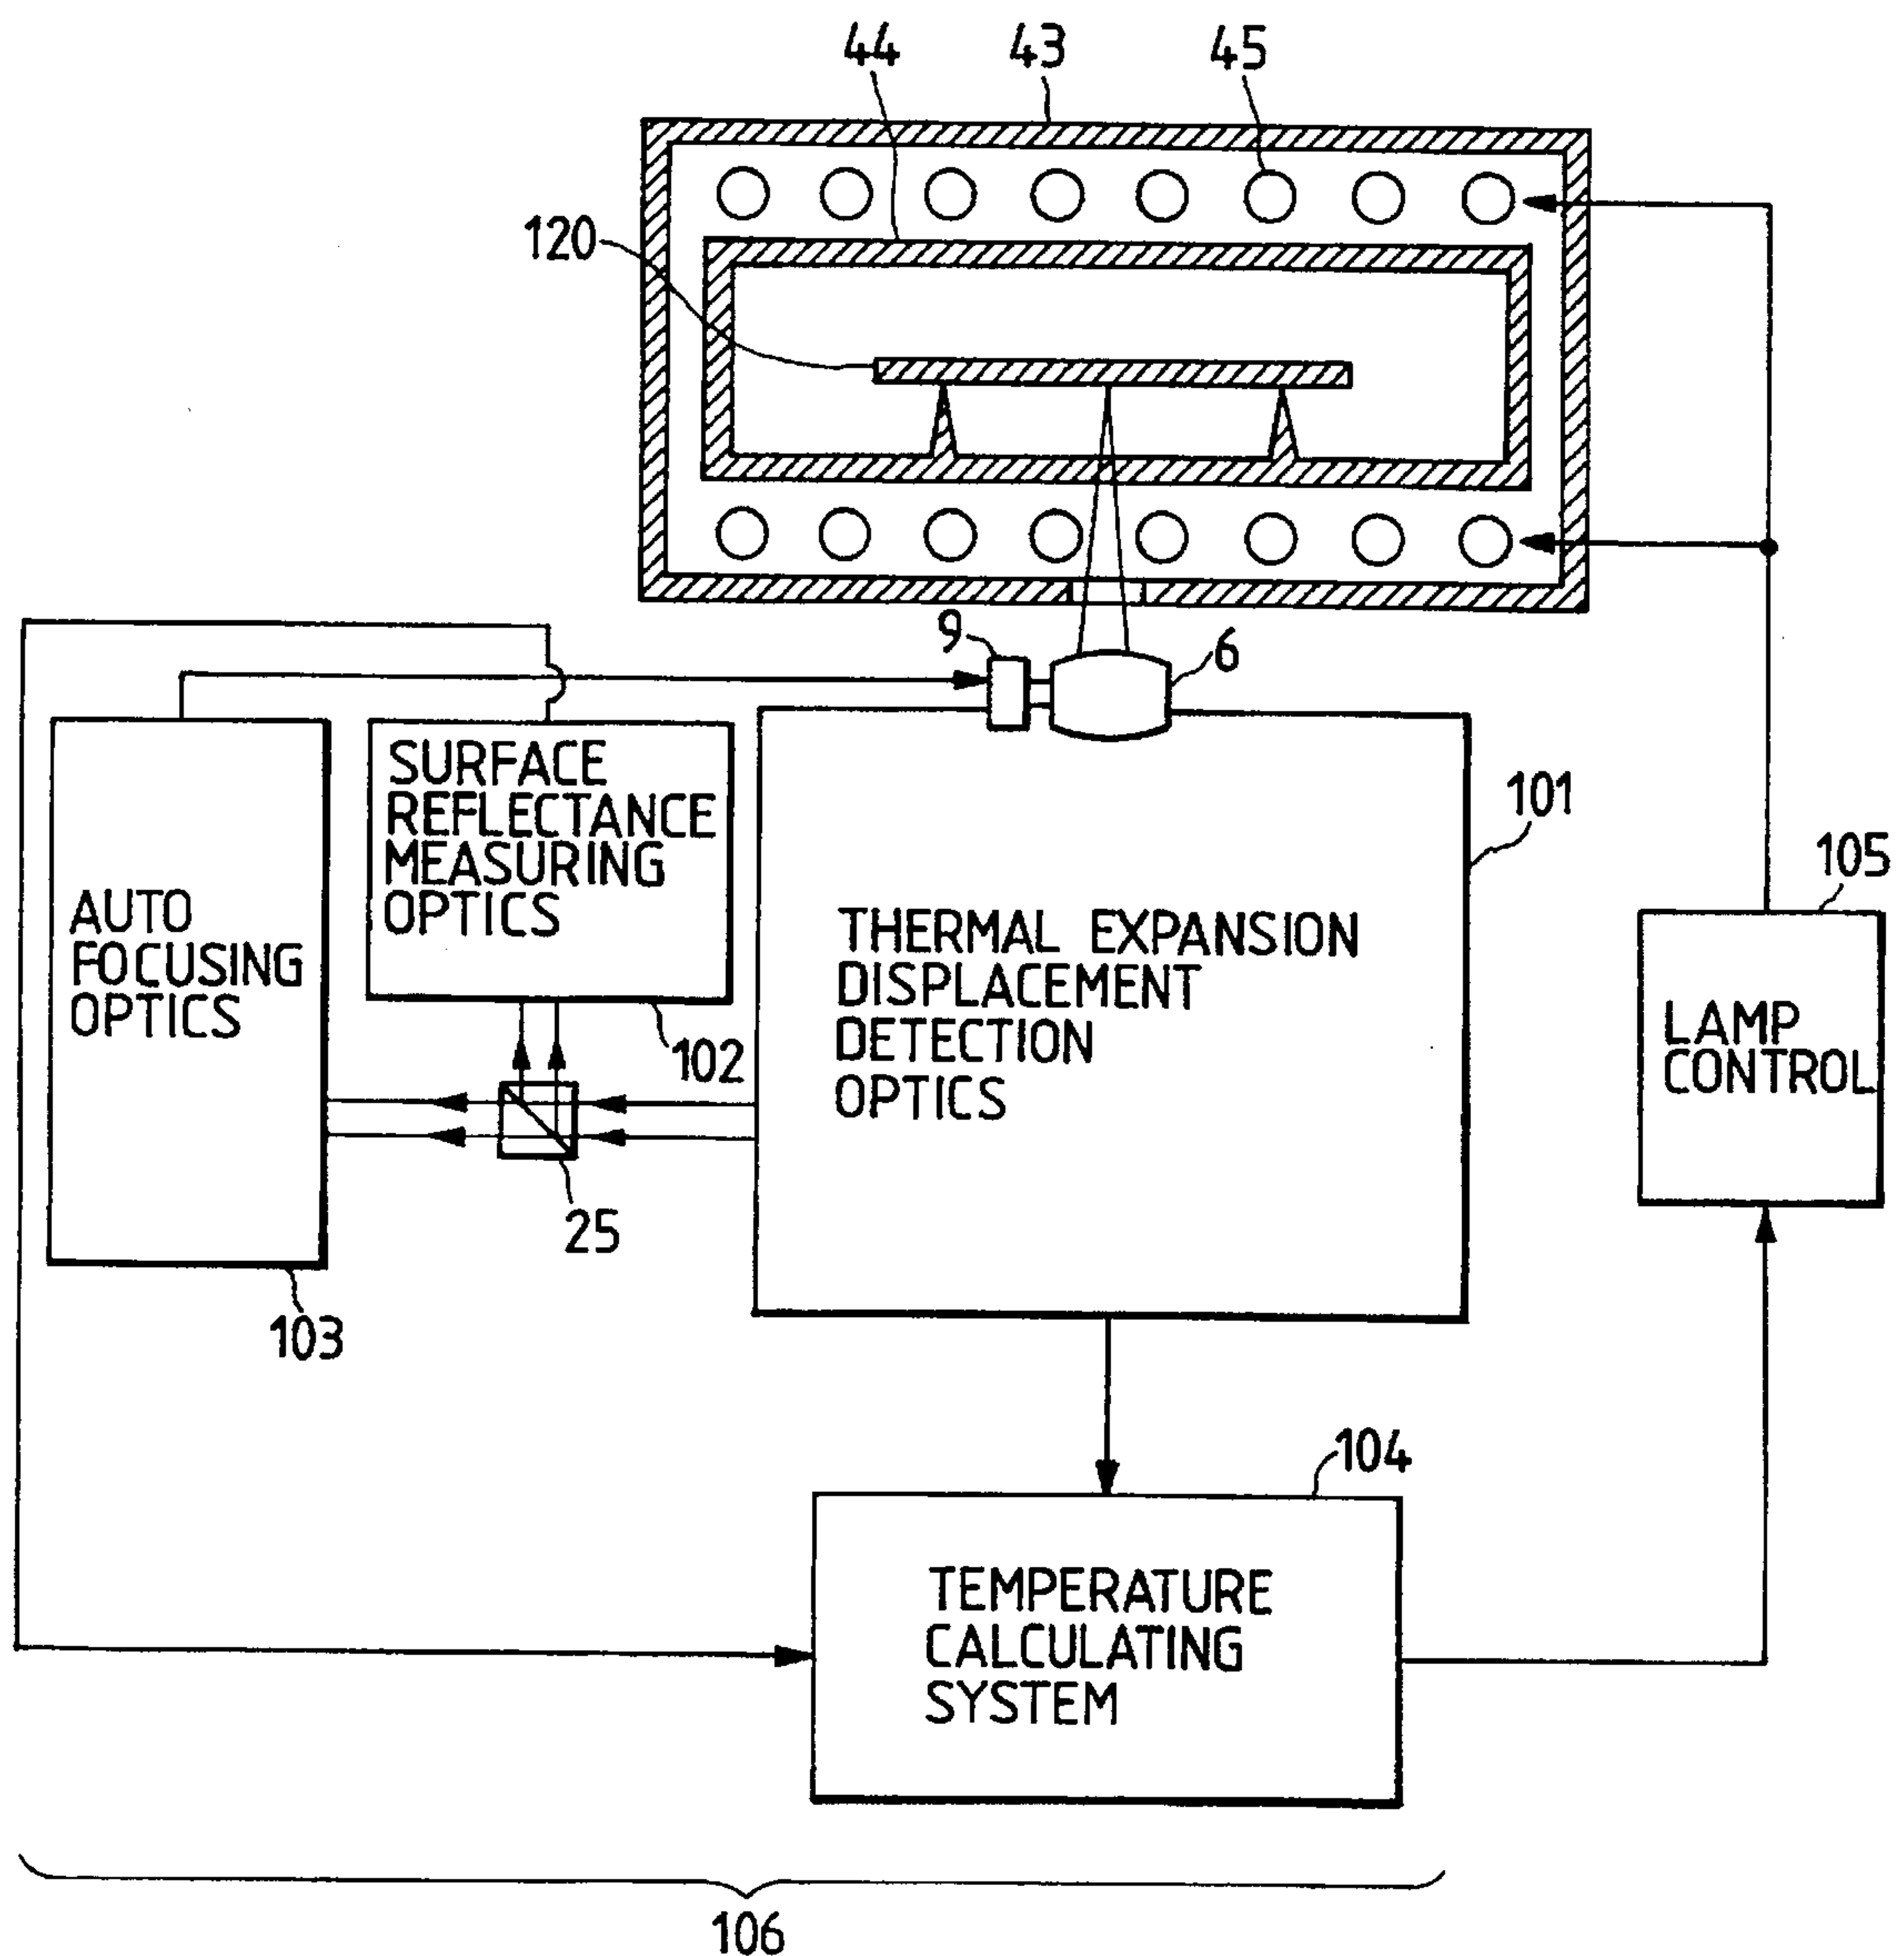 44
43
45
120
9
6
SURFACE
REFLECTANCE
MEASURING
OPTICS
101
105
AUTO
FOCUSING
OPTICS
THERMAL EXPANSION
DISPLACEMENT
DETECTION
OPTICS
LAMP
CONTROL
102
25
103
104
TEMPERATURE
CALCULATING
SYSTEM
106